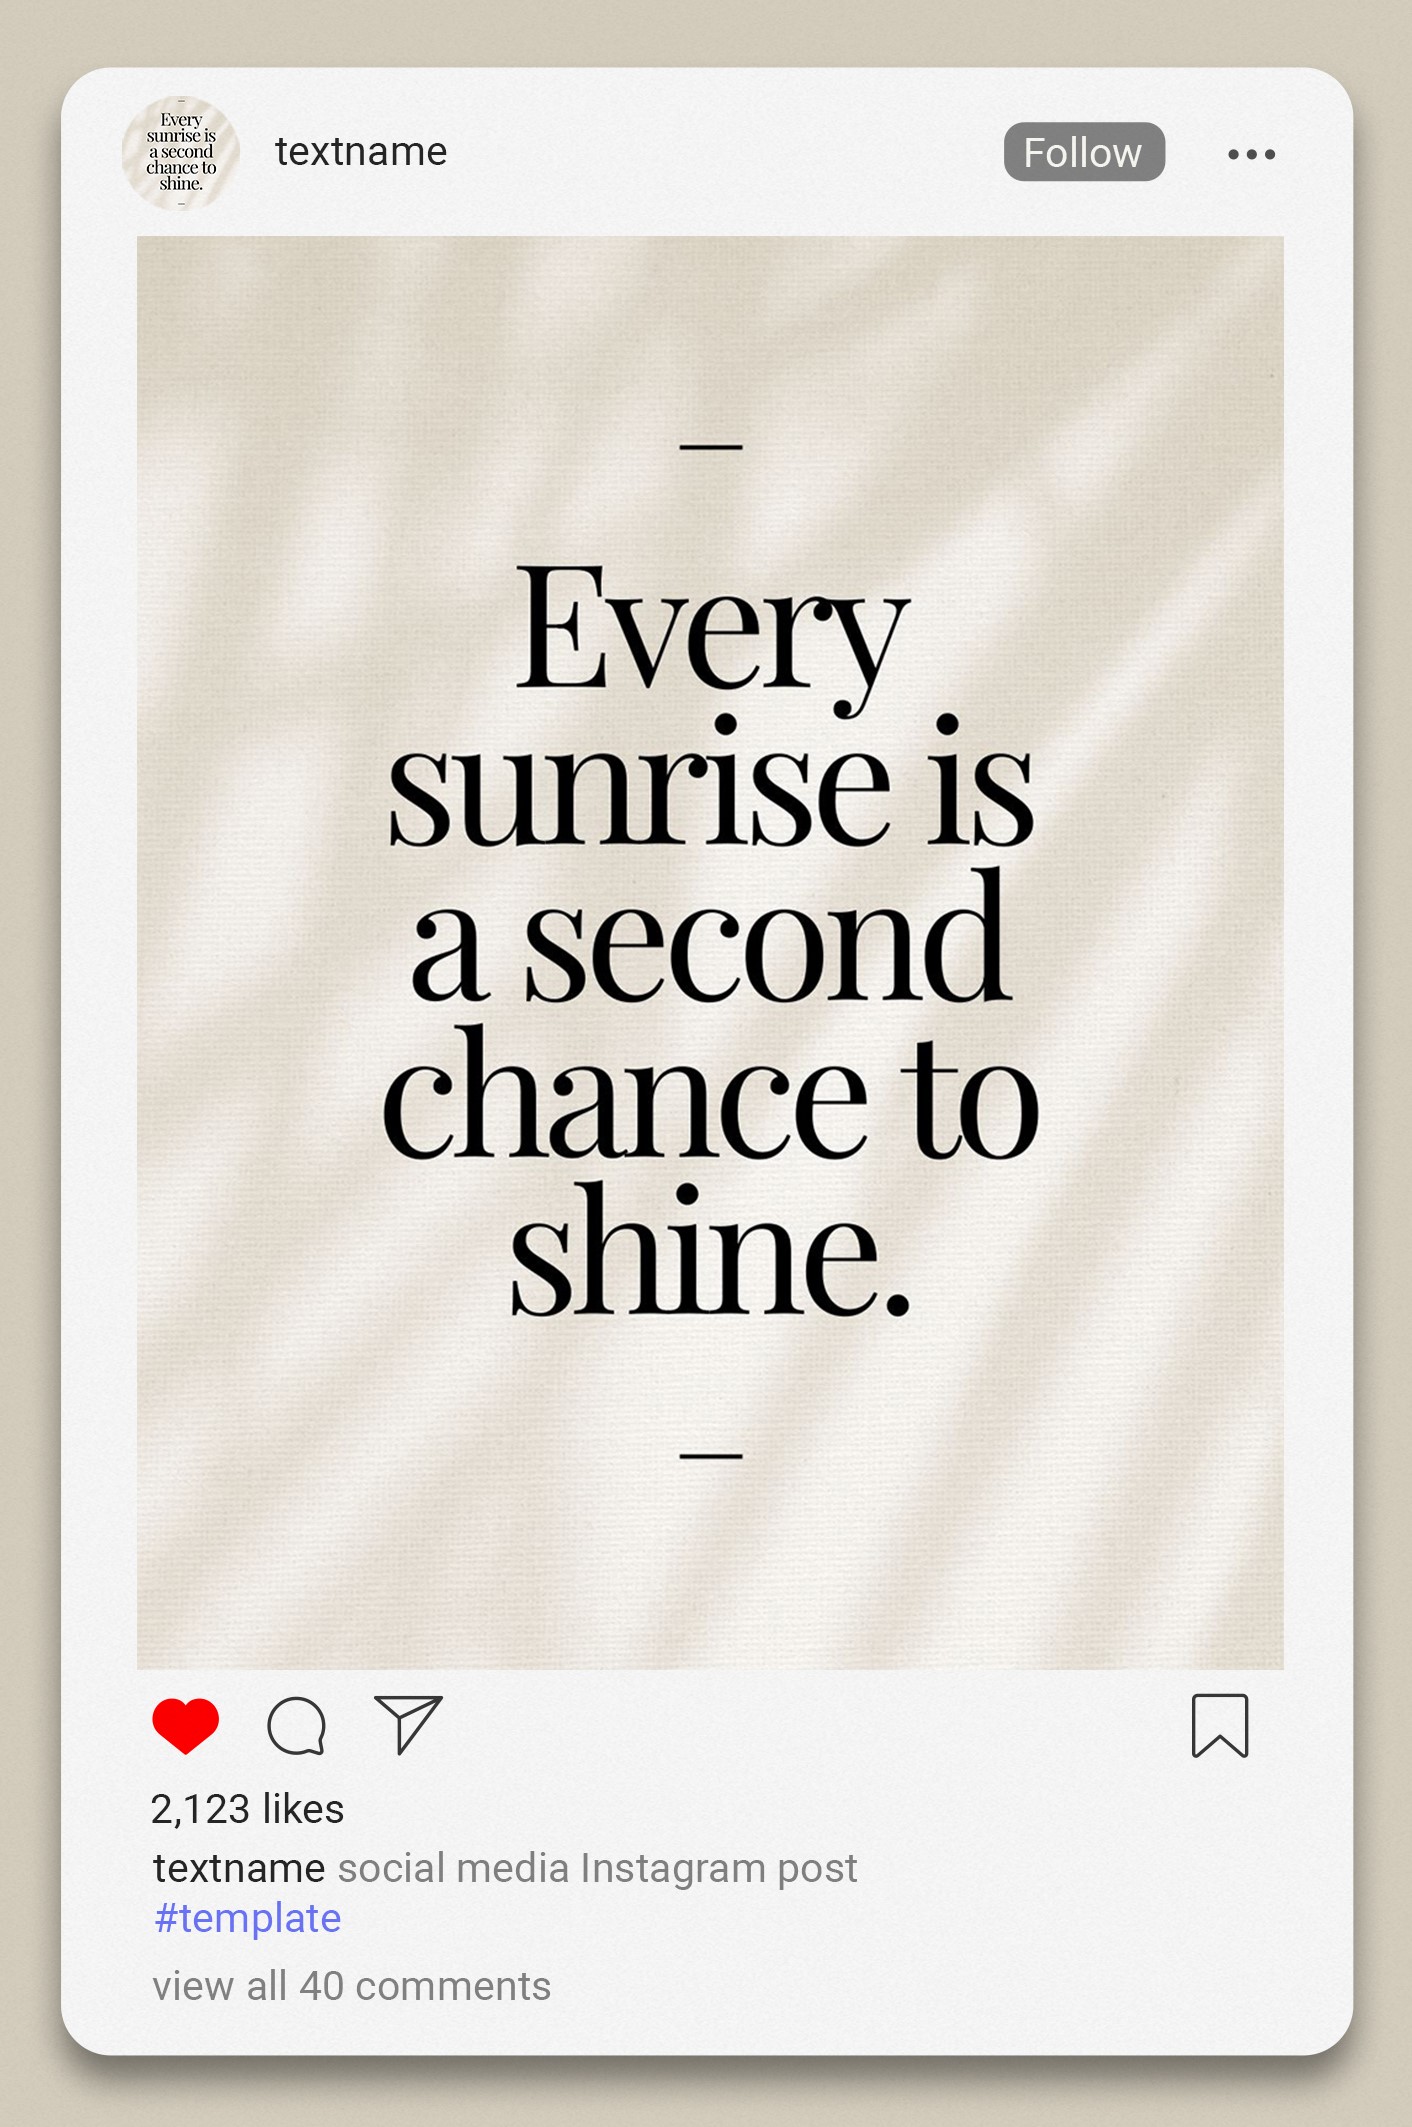 Every
sunrise is
a second
chance to
shine.
textname
Follow
Every
sunrise is
a second
chance to
shine.
2,123 likes
textname social media Instagram post
#template
view all 40 comments